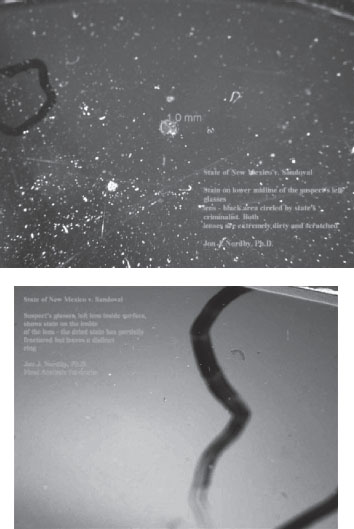 1.0 mm
State of New Mexico v. Sandoval
Stain on lower midline of the suspect's left
glasses
lens - black area circled by state's
criminalist. Both
lenses are extremely dirty and scratched
Jon J. Nordby, Ph.D.
State of New Mexico v. Sandoval
Suspect's glasses, left lens inside surface,
shows stain on the inside
of the lens - the dried stain has partially
fractured but leaves a distinct
ring
Jon J. Nordby, Ph.D.
Final Analysis